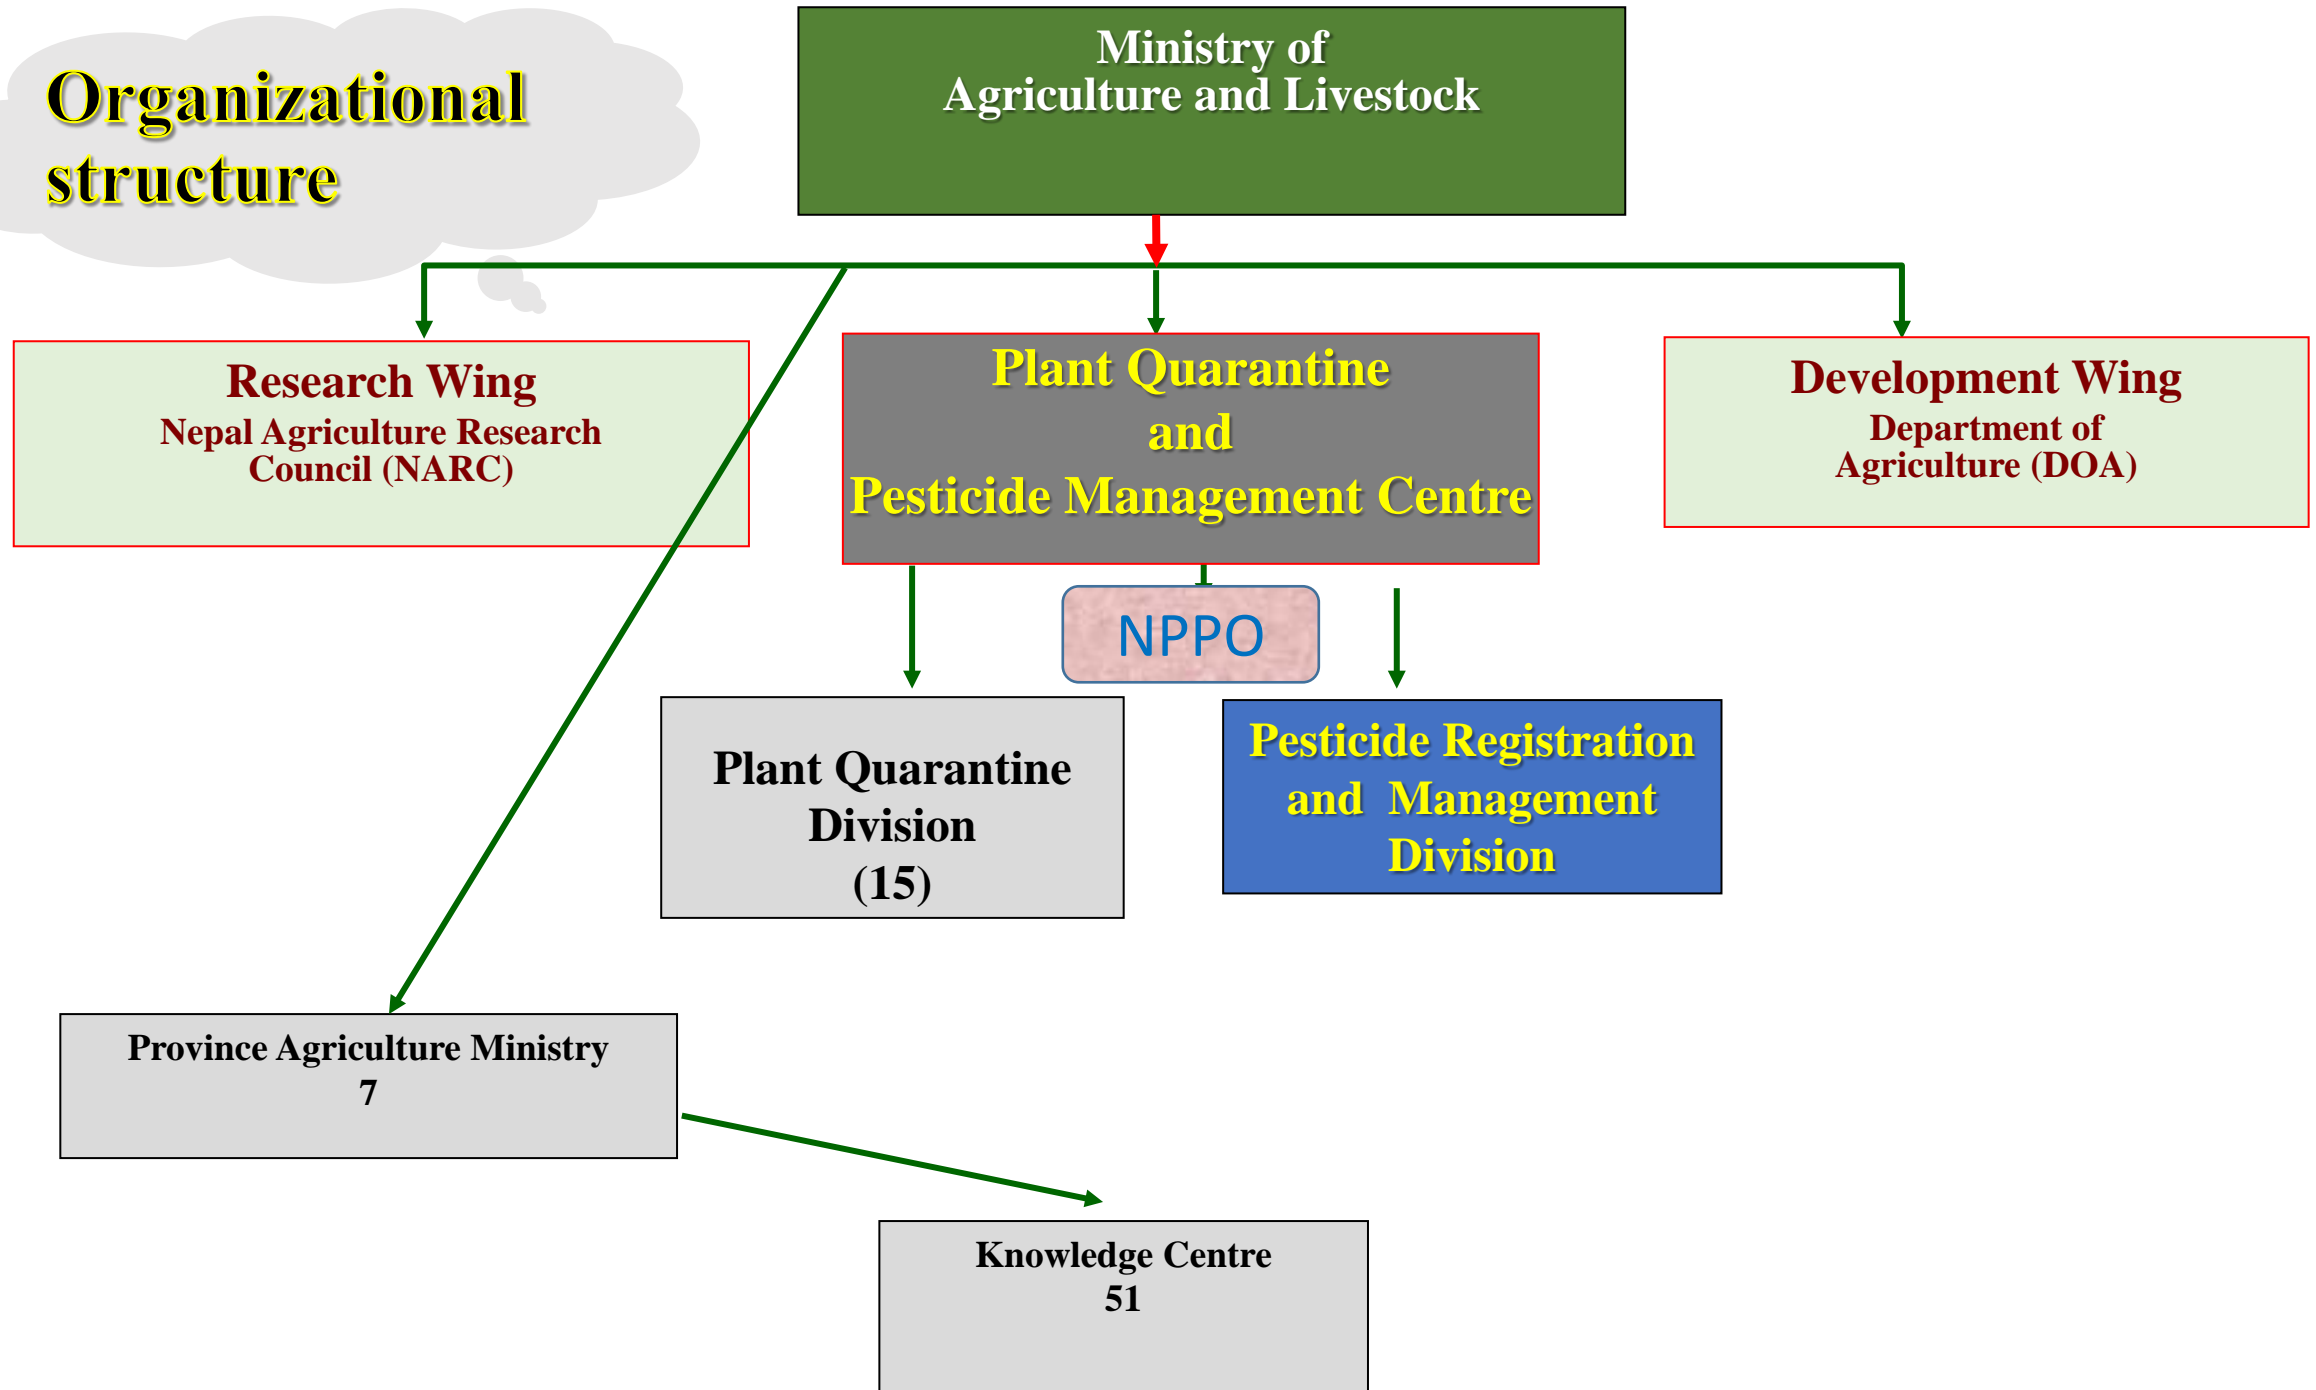 Organizational
structure
Ministry of
Agriculture and Livestock
Research Wing
Nepal Agriculture Research
Council (NARC)
Plant Quarantine
and
Pesticide Management Centre
Development Wing
Department of
Agriculture (DOA)
NPPO
Plant Quarantine
Division
(15)
Pesticide Registration
and Management
Division
Province Agriculture Ministry
7
Knowledge Centre
51